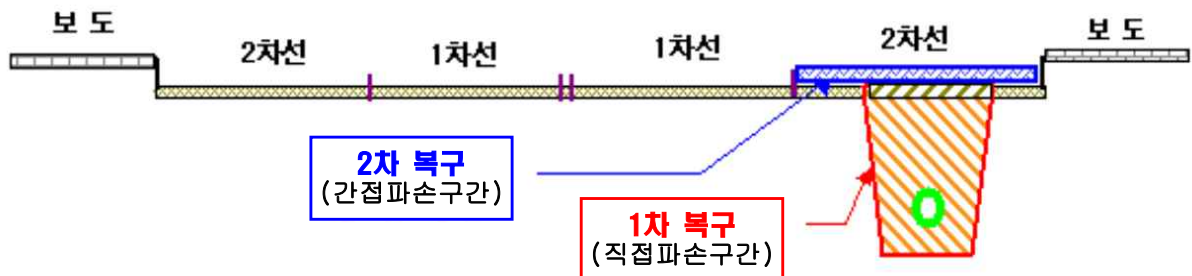 보 도
2차선
1차선
1차선
2차선
보 도
2차 복구
(간접파손구간)
1차 복구
(직접파손구간)